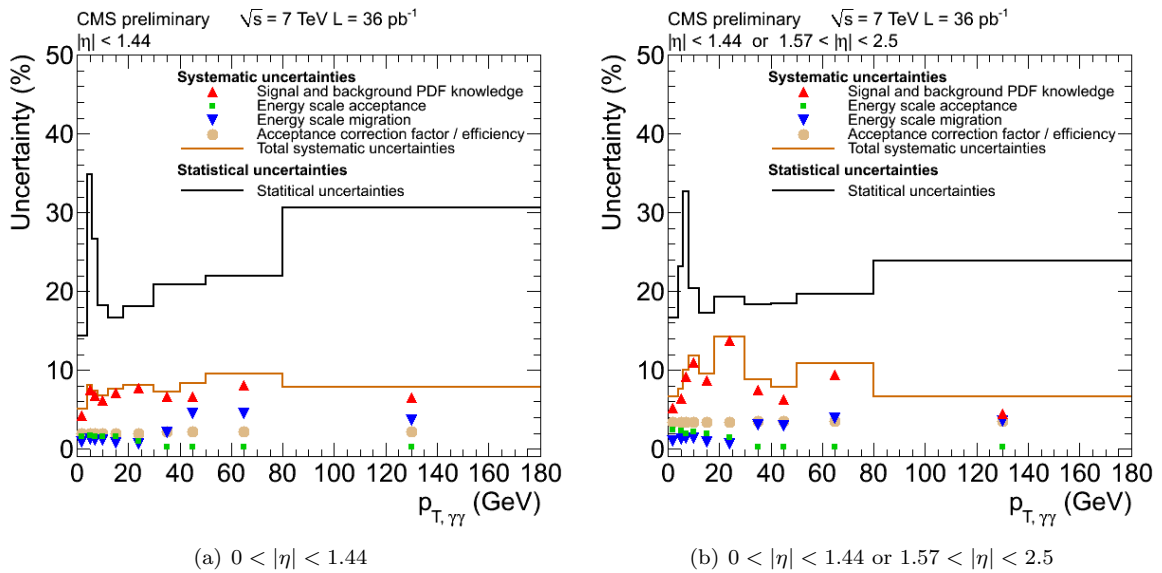 CMS preliminary √s = 7 TeV L = 36 pb⁻¹
|η| < 1.44
Uncertainty (%)
50
40
30
20
10
0
Systematic uncertainties
Signal and background PDF knowledge
Energy scale acceptance
Energy scale migration
Acceptance correction factor / efficiency
Total systematic uncertainties
Statistical uncertainties
Statitical uncertainties
0 20 40 60 80 100 120 140 160 180
p_T, γγ (GeV)
(a) 0 < |η| < 1.44
CMS preliminary √s = 7 TeV L = 36 pb⁻¹
|η| < 1.44 or 1.57 < |η| < 2.5
Uncertainty (%)
50
40
30
20
10
0
Systematic uncertainties
Signal and background PDF knowledge
Energy scale acceptance
Energy scale migration
Acceptance correction factor / efficiency
Total systematic uncertainties
Statistical uncertainties
Statitical uncertainties
0 20 40 60 80 100 120 140 160 180
p_T, γγ (GeV)
(b) 0 < |η| < 1.44 or 1.57 < |η| < 2.5